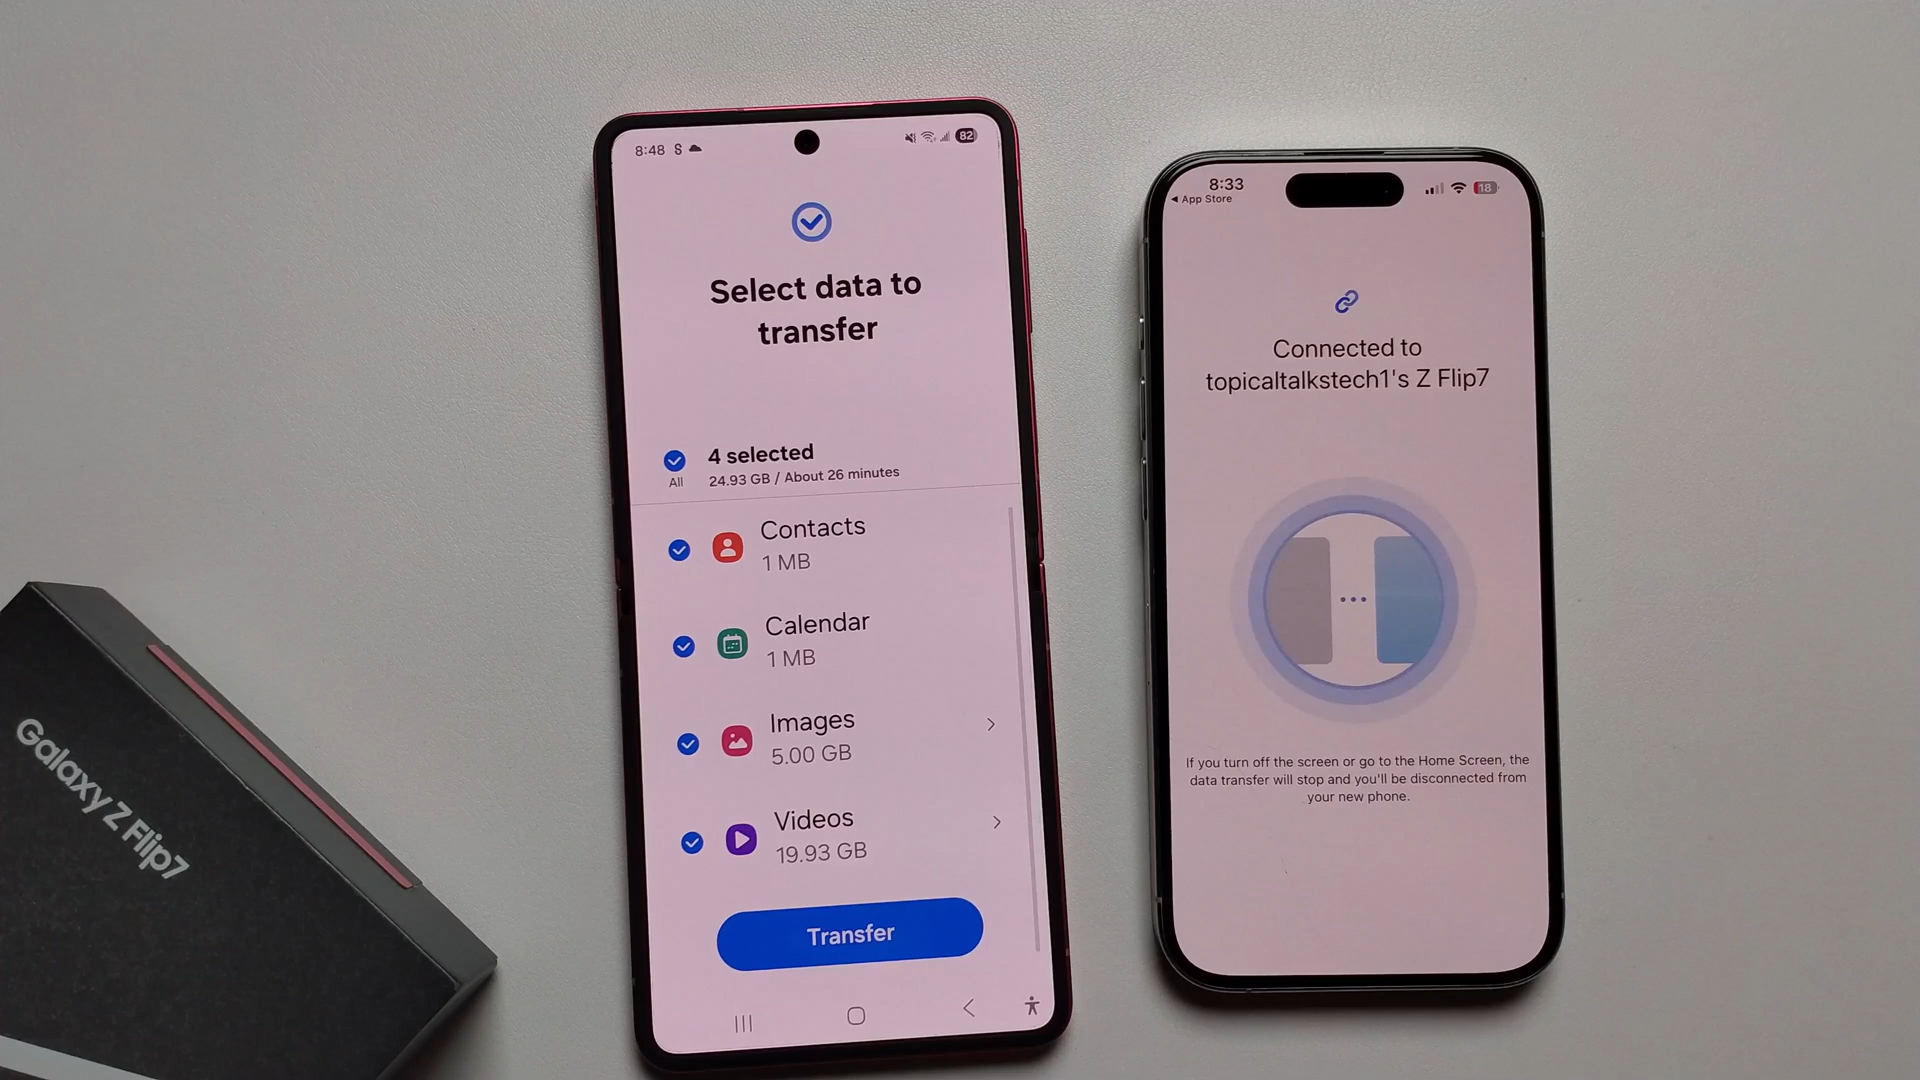 Galaxy Z Flip7
8:48
82
Select data to
transfer
4 selected
All
24.93 GB / About 26 minutes
Contacts
1 MB
Calendar
1 MB
Images
5.00 GB
Videos
19.93 GB
Transfer
8:33
18
App Store
Connected to
topicaltalkstech1's Z Flip7
If you turn off the screen or go to the Home Screen, the
data transfer will stop and you'll be disconnected from
your new phone.